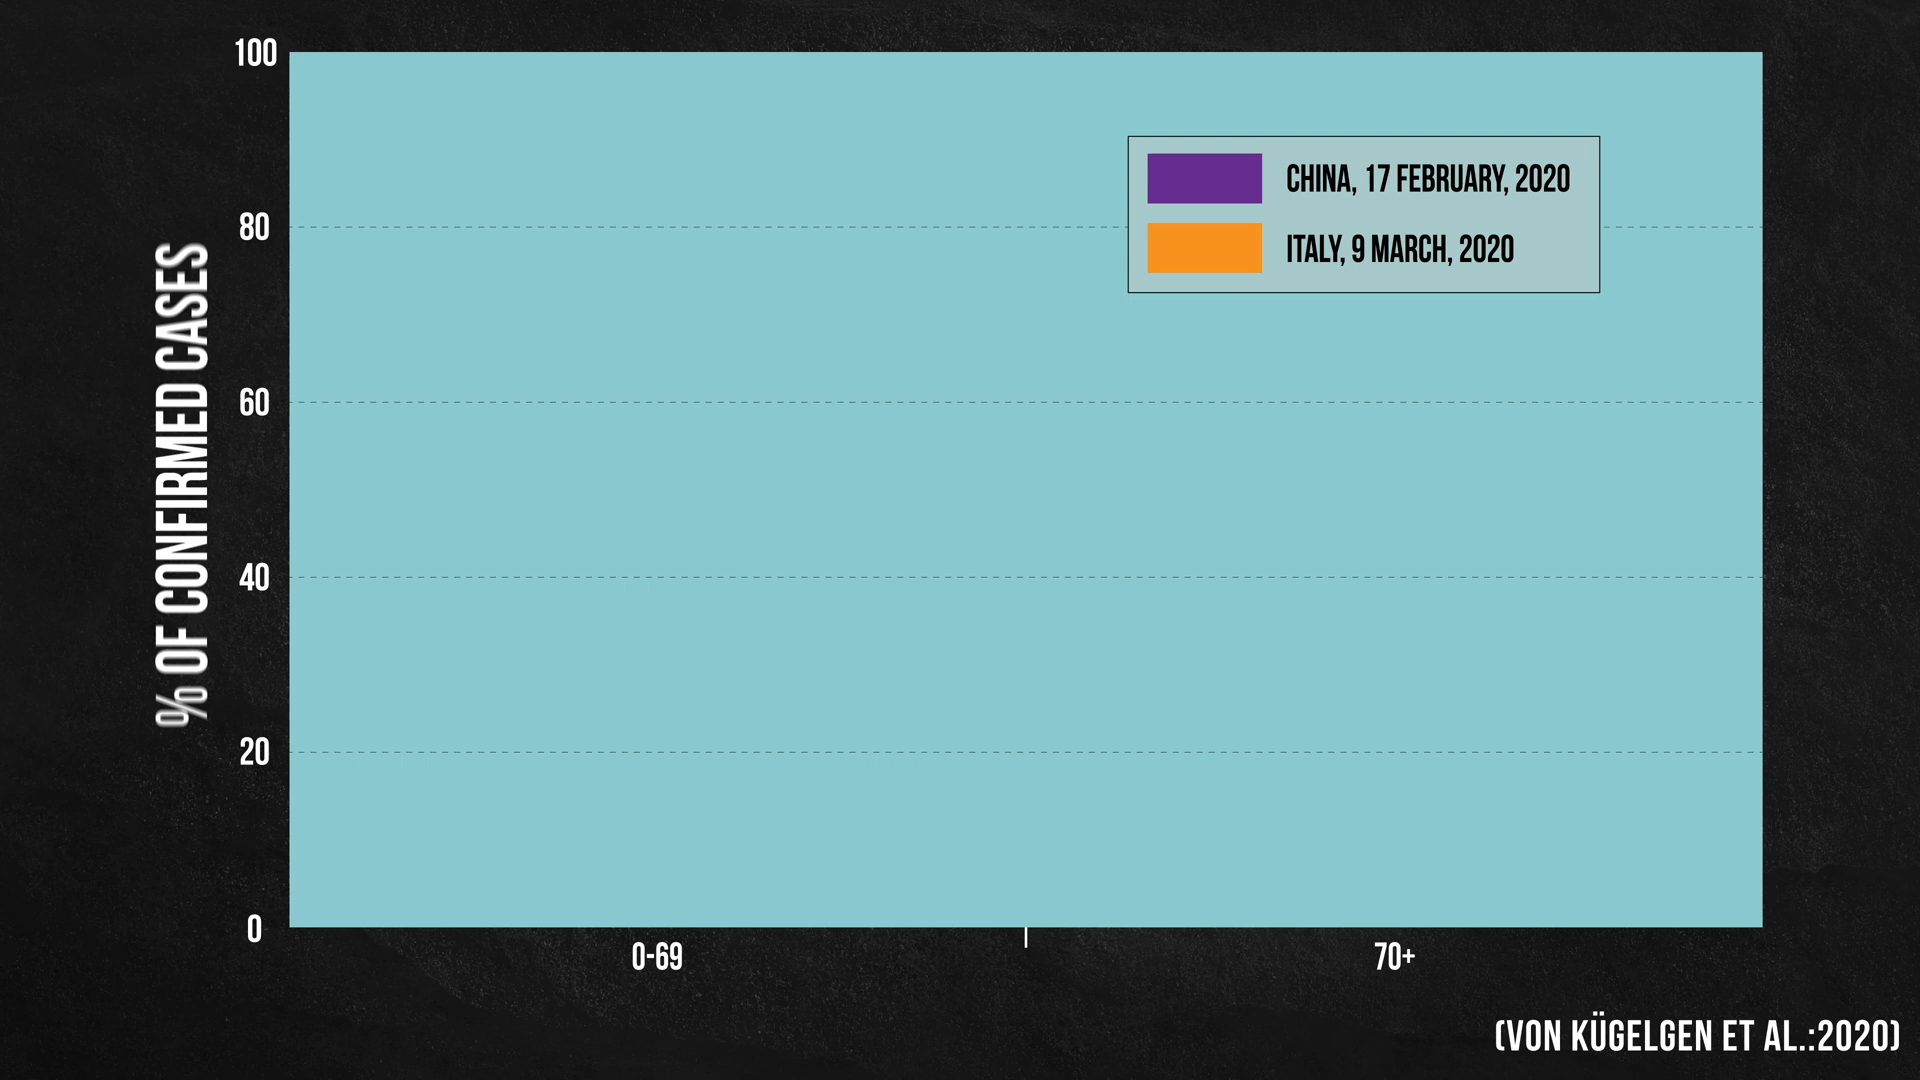 100
80
60
40
20
0
% OF CONFIRMED CASES
CHINA, 17 FEBRUARY, 2020
ITALY, 9 MARCH, 2020
0-69
70+
(VON KÜGELGEN ET AL.:2020)